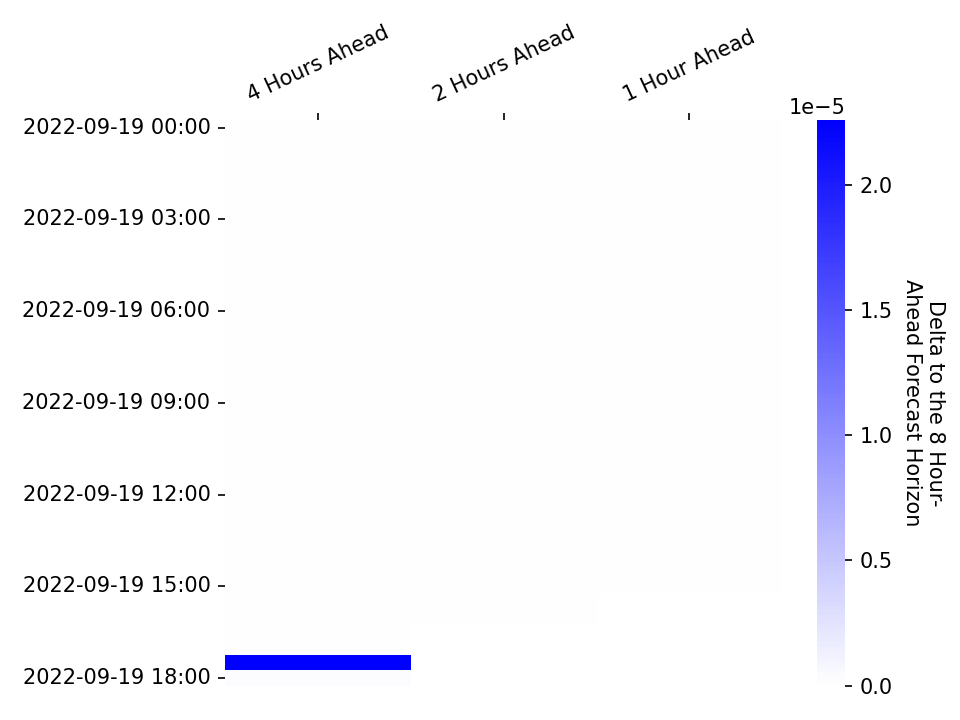 4 Hours Ahead
2 Hours Ahead
1 Hour Ahead
1e−5
2022-09-19 00:00
2022-09-19 03:00
2022-09-19 06:00
2022-09-19 09:00
2022-09-19 12:00
2022-09-19 15:00
2022-09-19 18:00
2.0
1.5
1.0
0.5
0.0
Delta to the 8 Hour-
Ahead Forecast Horizon